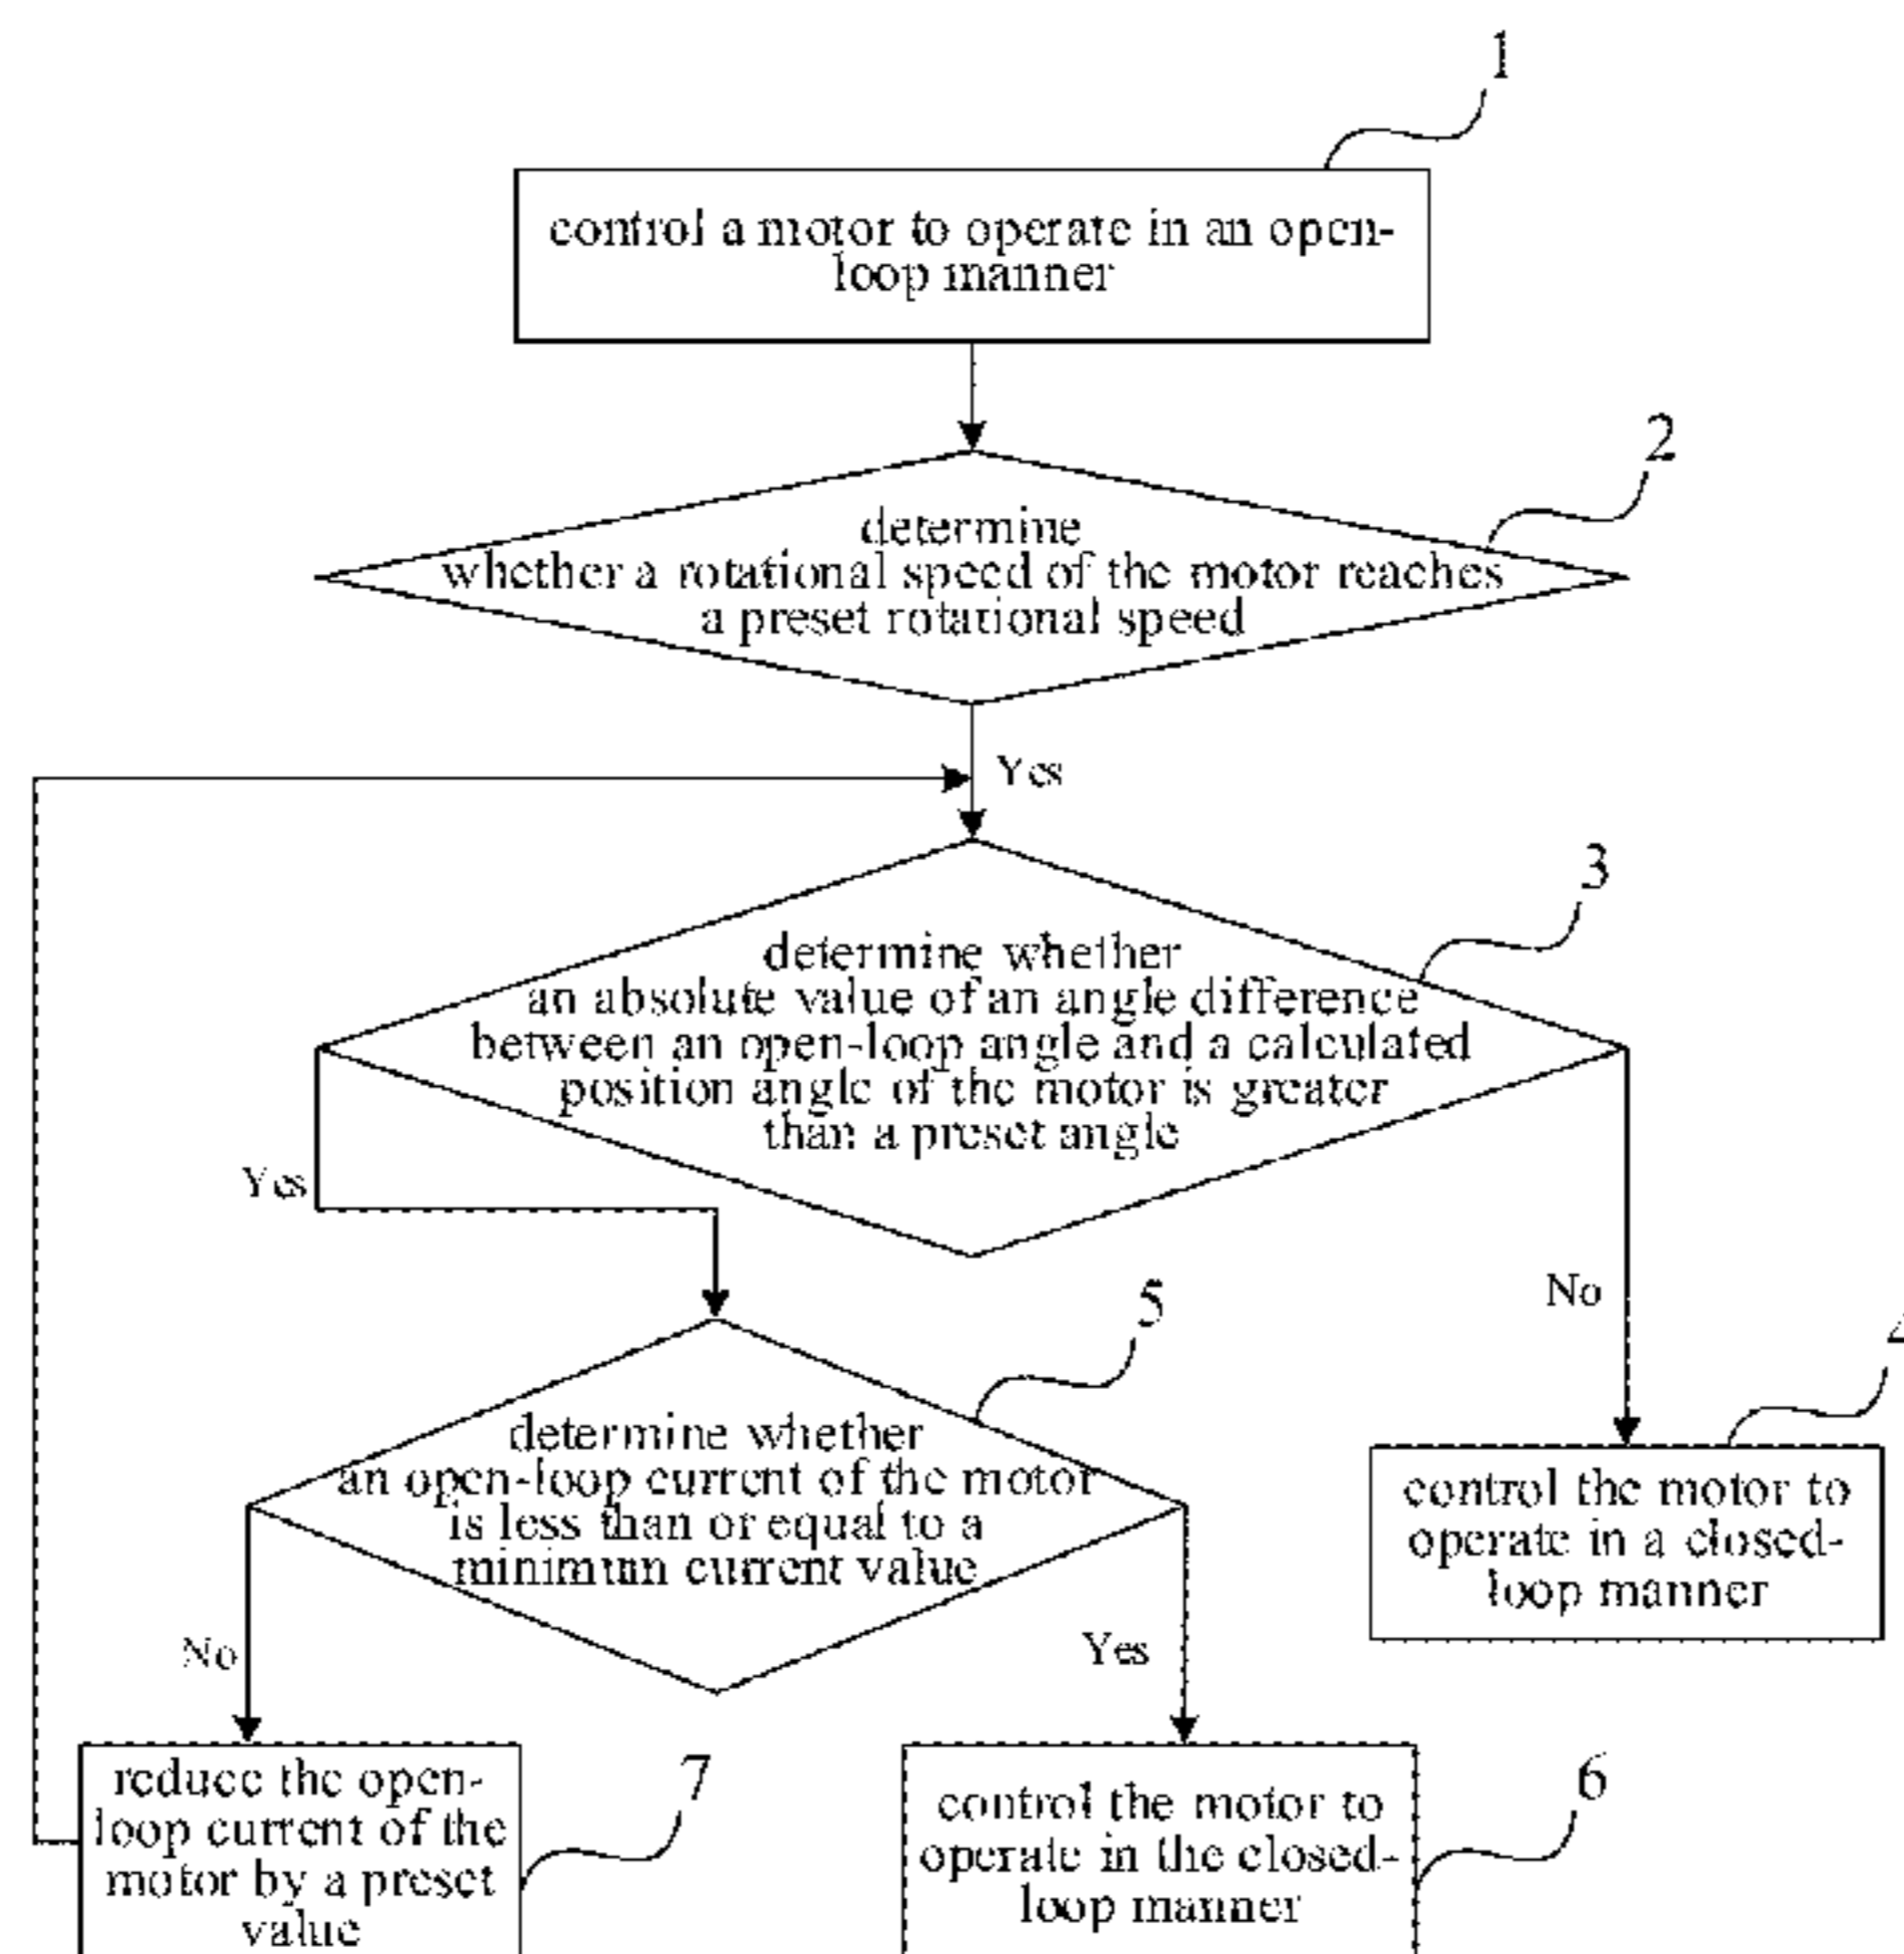 1
control a motor to operate in an open-
loop manner
2
determine
whether a rotational speed of the motor reaches
a preset rotational speed
Yes
3
determine whether
an absolute value of an angle difference
between an open-loop angle and a calculated
position angle of the motor is greater
than a preset angle
Yes
No
4
5
determine whether
an open-loop current of the motor
is less than or equal to a
minimum current value
control the motor to
operate in a closed-
loop manner
No
Yes
7
reduce the open-
loop current of the
motor by a preset
value
6
control the motor to
operate in the closed-
loop manner